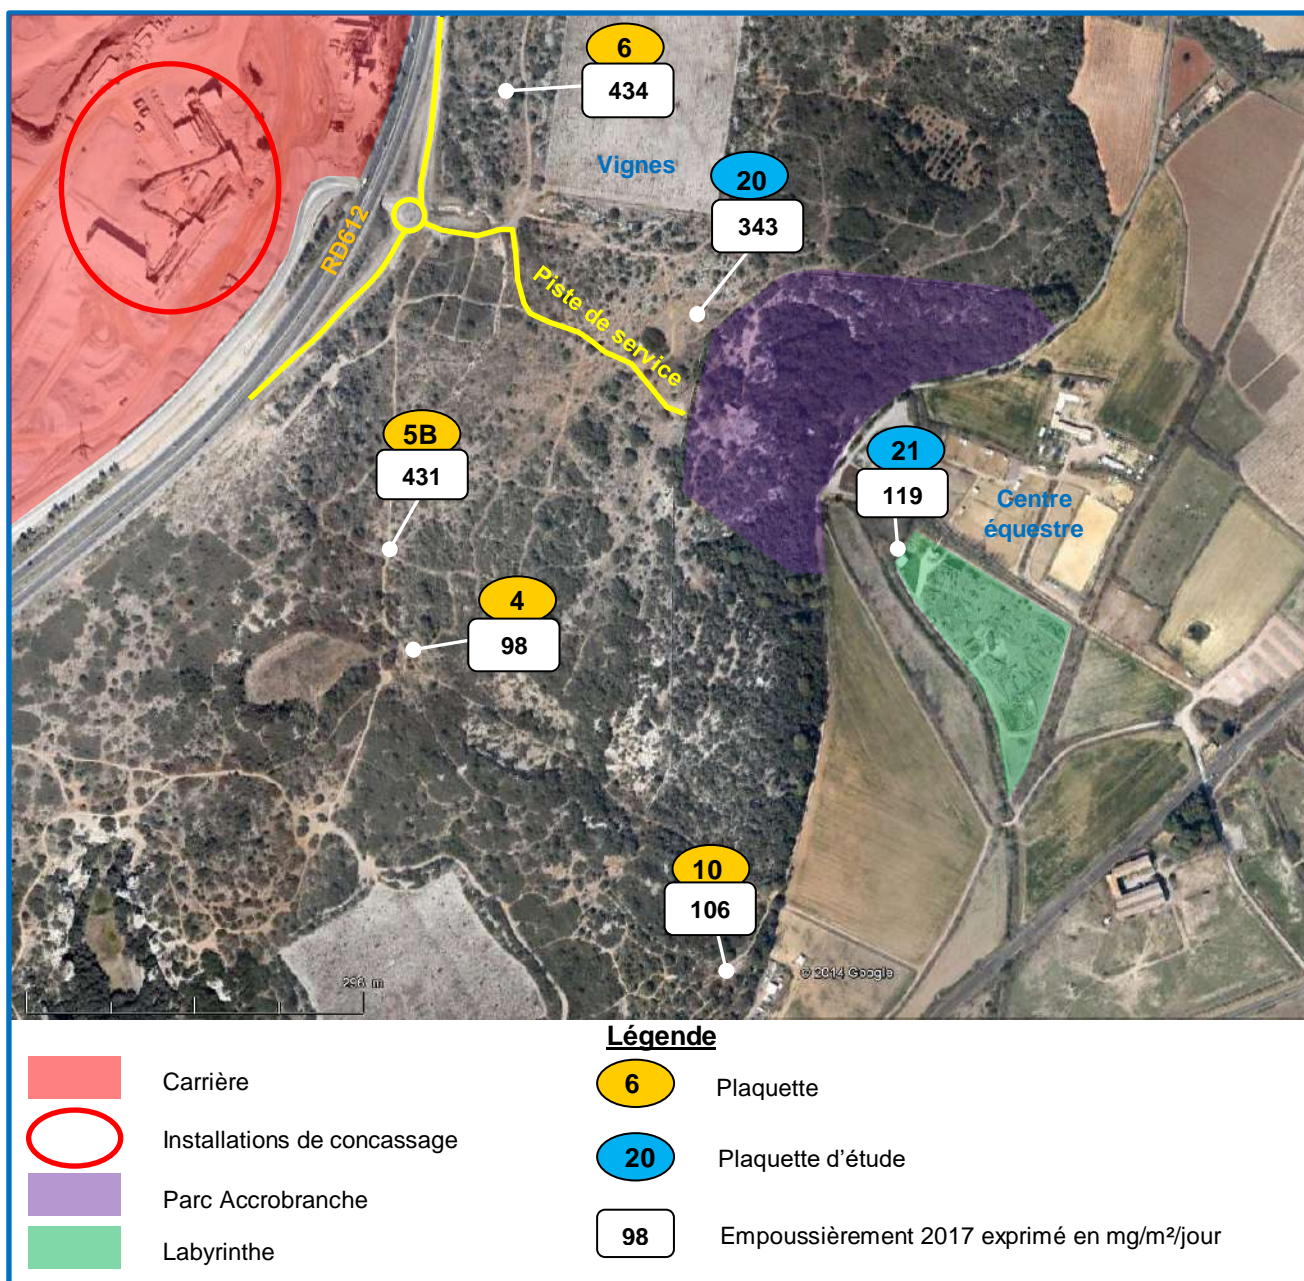 6
434
Vignes
20
343
RD612
Piste de service
5B
431
21
119
Centre
équestre
4
98
10
106
© 2014 Google
296 m
Légende
Carrière
6
Plaquette
Installations de concassage
20
Plaquette d'étude
Parc Accrobranche
98
Empoussièrement 2017 exprimé en mg/m²/jour
Labyrinthe